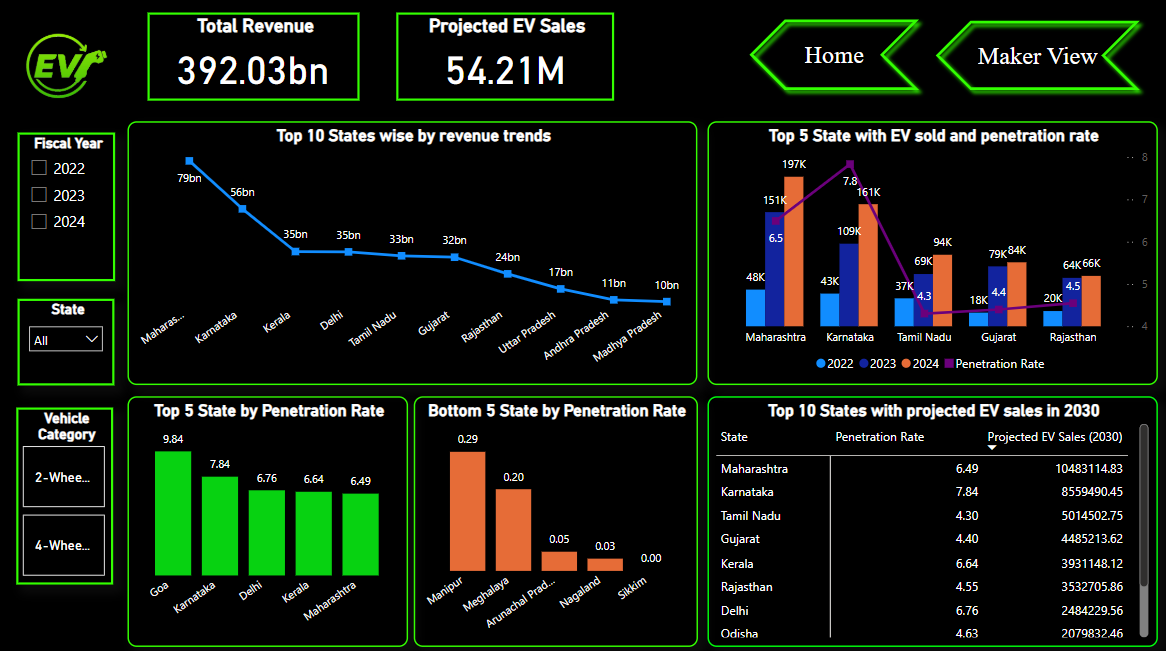 EV
Total Revenue
392.03bn
Projected EV Sales
54.21M
Home
Maker View
Fiscal Year
2022
2023
2024
State
All
Vehicle
Category
2-Whee...
4-Whee...
Top 10 States wise by revenue trends
79bn
56bn
35bn
35bn
33bn
32bn
24bn
17bn
11bn
10bn
Maharas...
Karnataka
Kerala
Delhi
Tamil Nadu
Gujarat
Rajasthan
Uttar Pradesh
Andhra Pradesh
Madhya Pradesh
Top 5 State with EV sold and penetration rate
48K 151K 197K
43K 109K 161K
37K 69K 94K
18K 79K 84K
20K 64K 66K
6.5 7.8 4.3 4.4 4.5
8
7
6
5
4
Maharashtra Karnataka Tamil Nadu Gujarat Rajasthan
2022 2023 2024 Penetration Rate
Top 5 State by Penetration Rate
9.84
7.84
6.76
6.64
6.49
Goa
Karnataka
Delhi
Kerala
Maharashtra
Bottom 5 State by Penetration Rate
0.29
0.20
0.05
0.03
0.00
Manipur
Meghalaya
Arunachal Prad...
Nagaland
Sikkim
Top 10 States with projected EV sales in 2030
State Penetration Rate Projected EV Sales (2030)
Maharashtra 6.49 10483114.83
Karnataka 7.84 8559490.45
Tamil Nadu 4.30 5014502.75
Gujarat 4.40 4485213.62
Kerala 6.64 3931148.12
Rajasthan 4.55 3532705.86
Delhi 6.76 2484229.56
Odisha 4.63 2079832.46